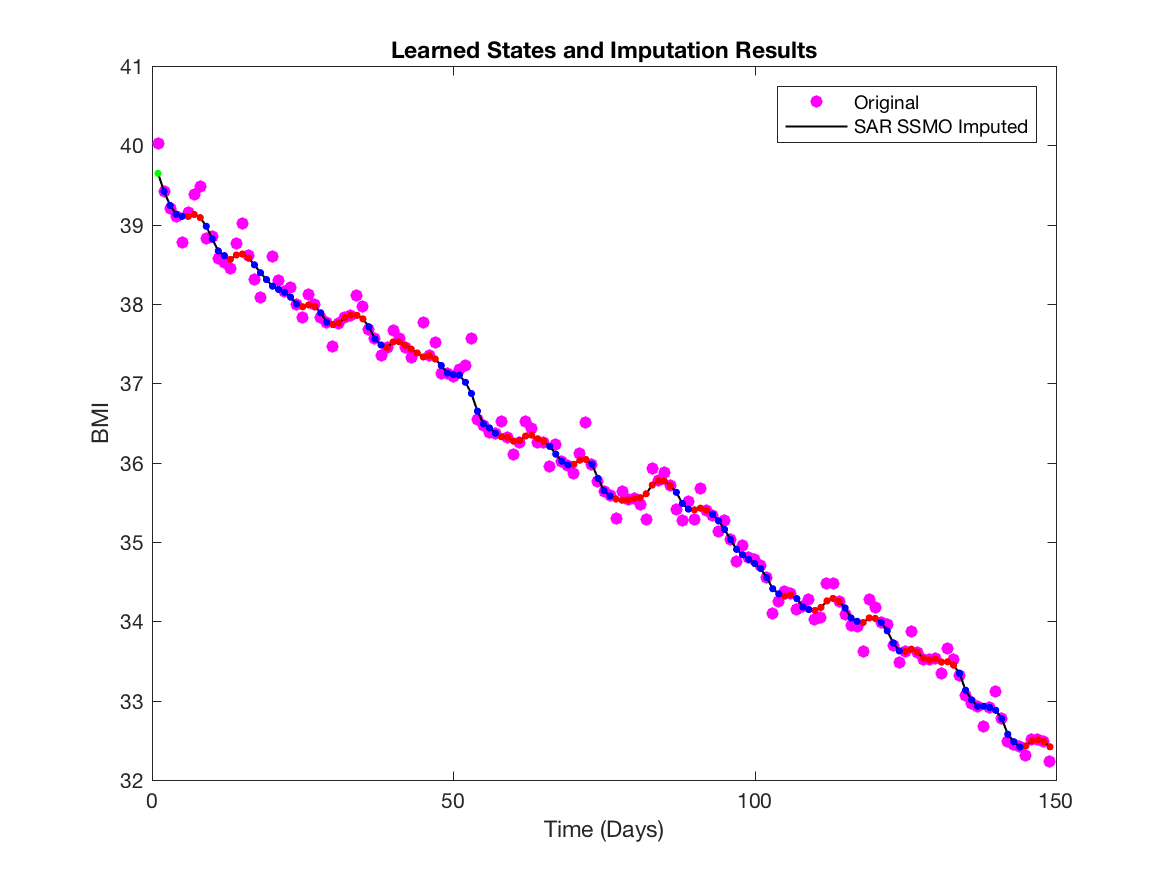 Learned States and Imputation Results
Original
SAR SSMO Imputed
41
40
39
38
37
36
35
34
33
32
BMI
0 50 100 150
Time (Days)